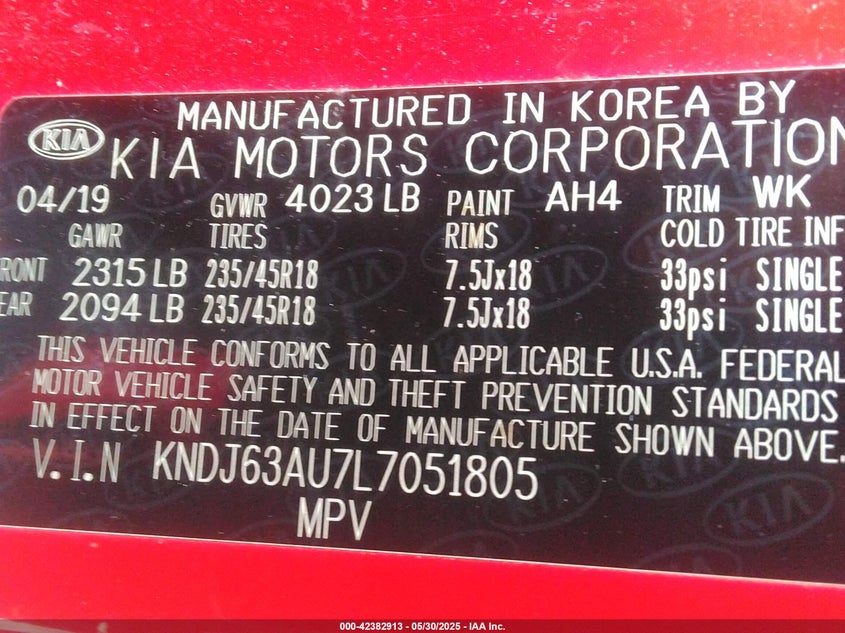 MANUFACTURED IN KOREA BY
KIA KIA MOTORS CORPORATION
04/19 GVWR 4023 LB PAINT AH4 TRIM WK
GAWR TIRES RIMS COLD TIRE INF
RONT 2315 LB 235/45R18 7.5Jx18 33psi SINGLE
EAR 2094 LB 235/45R18 7.5Jx18 33psi SINGLE
THIS VEHICLE CONFORMS TO ALL APPLICABLE U.S.A. FEDERAL
MOTOR VEHICLE SAFETY AND THEFT PREVENTION STANDARDS
IN EFFECT ON THE DATE OF MANUFACTURE SHOWN ABOVE.
V.I.N KNDJ63AU7L7051805
MPV
000-42382913 - 05/30/2025 - IAA Inc.